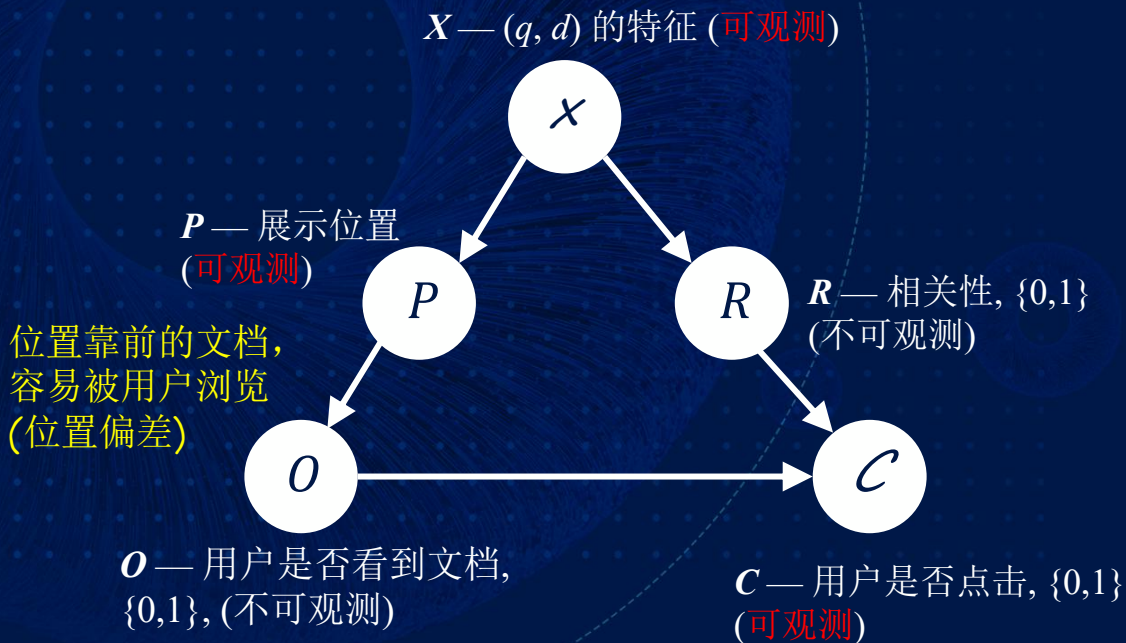 X — (q, d) 的特征 (可观测)
X
P — 展示位置
(可观测)
P
R
R — 相关性, {0,1}
(不可观测)
位置靠前的文档,
容易被用户浏览
(位置偏差)
O
C
O — 用户是否看到文档,
{0,1}, (不可观测)
C — 用户是否点击, {0,1}
(可观测)